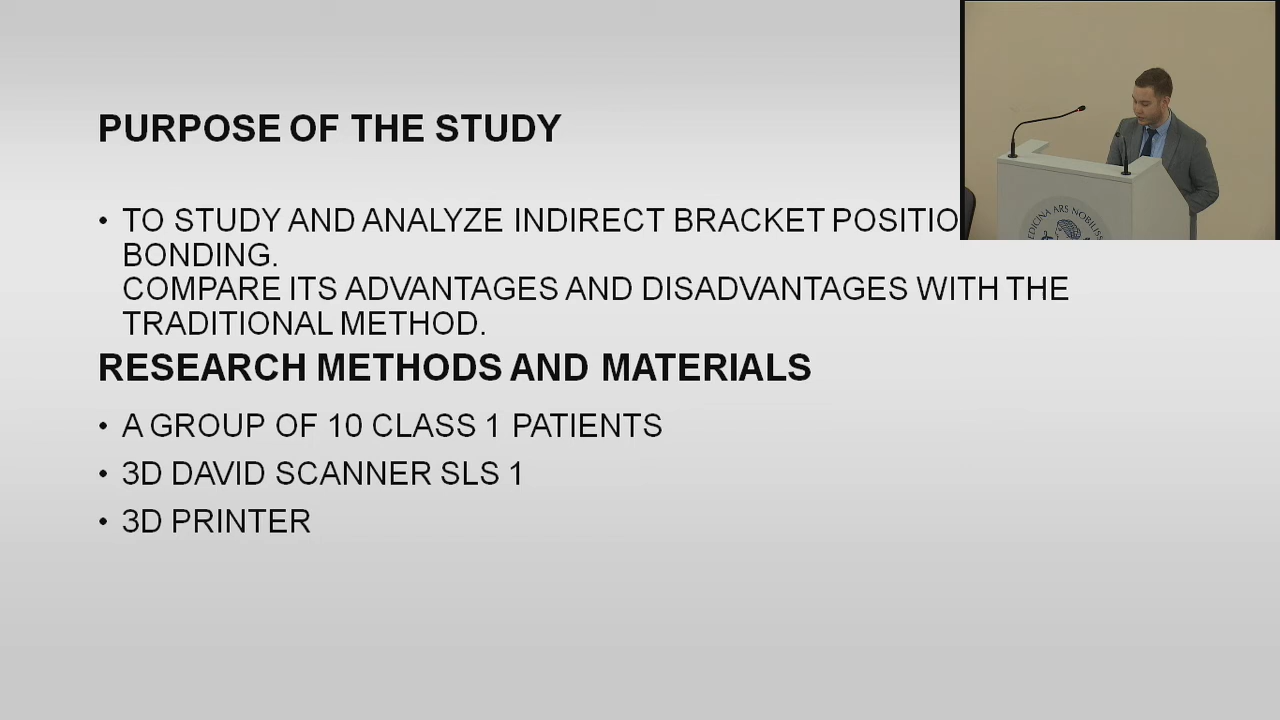 PURPOSE OF THE STUDY
• TO STUDY AND ANALYZE INDIRECT BRACKET
BONDING.
COMPARE ITS ADVANTAGES AND DISADVANTAGES WITH THE
TRADITIONAL METHOD.
RESEARCH METHODS AND MATERIALS
• A GROUP OF 10 CLASS 1 PATIENTS
• 3D DAVID SCANNER SLS 1
• 3D PRINTER
ARS